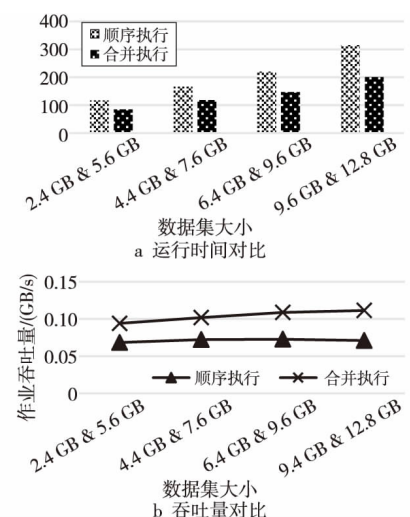 400
300
200
100
0
顺序执行
合并执行
2.4 GB & 5.6 GB
4.4 GB & 7.6 GB
6.4 GB & 9.6 GB
9.6 GB & 12.8 GB
数据集大小
a 运行时间对比
作业吞吐量/(GB/s)
0.15
0.10
0.05
0
顺序执行 合并执行
2.4 GB & 5.6 GB
4.4 GB & 7.6 GB
6.4 GB & 9.6 GB
9.4 GB & 12.8 GB
数据集大小
b 吞吐量对比